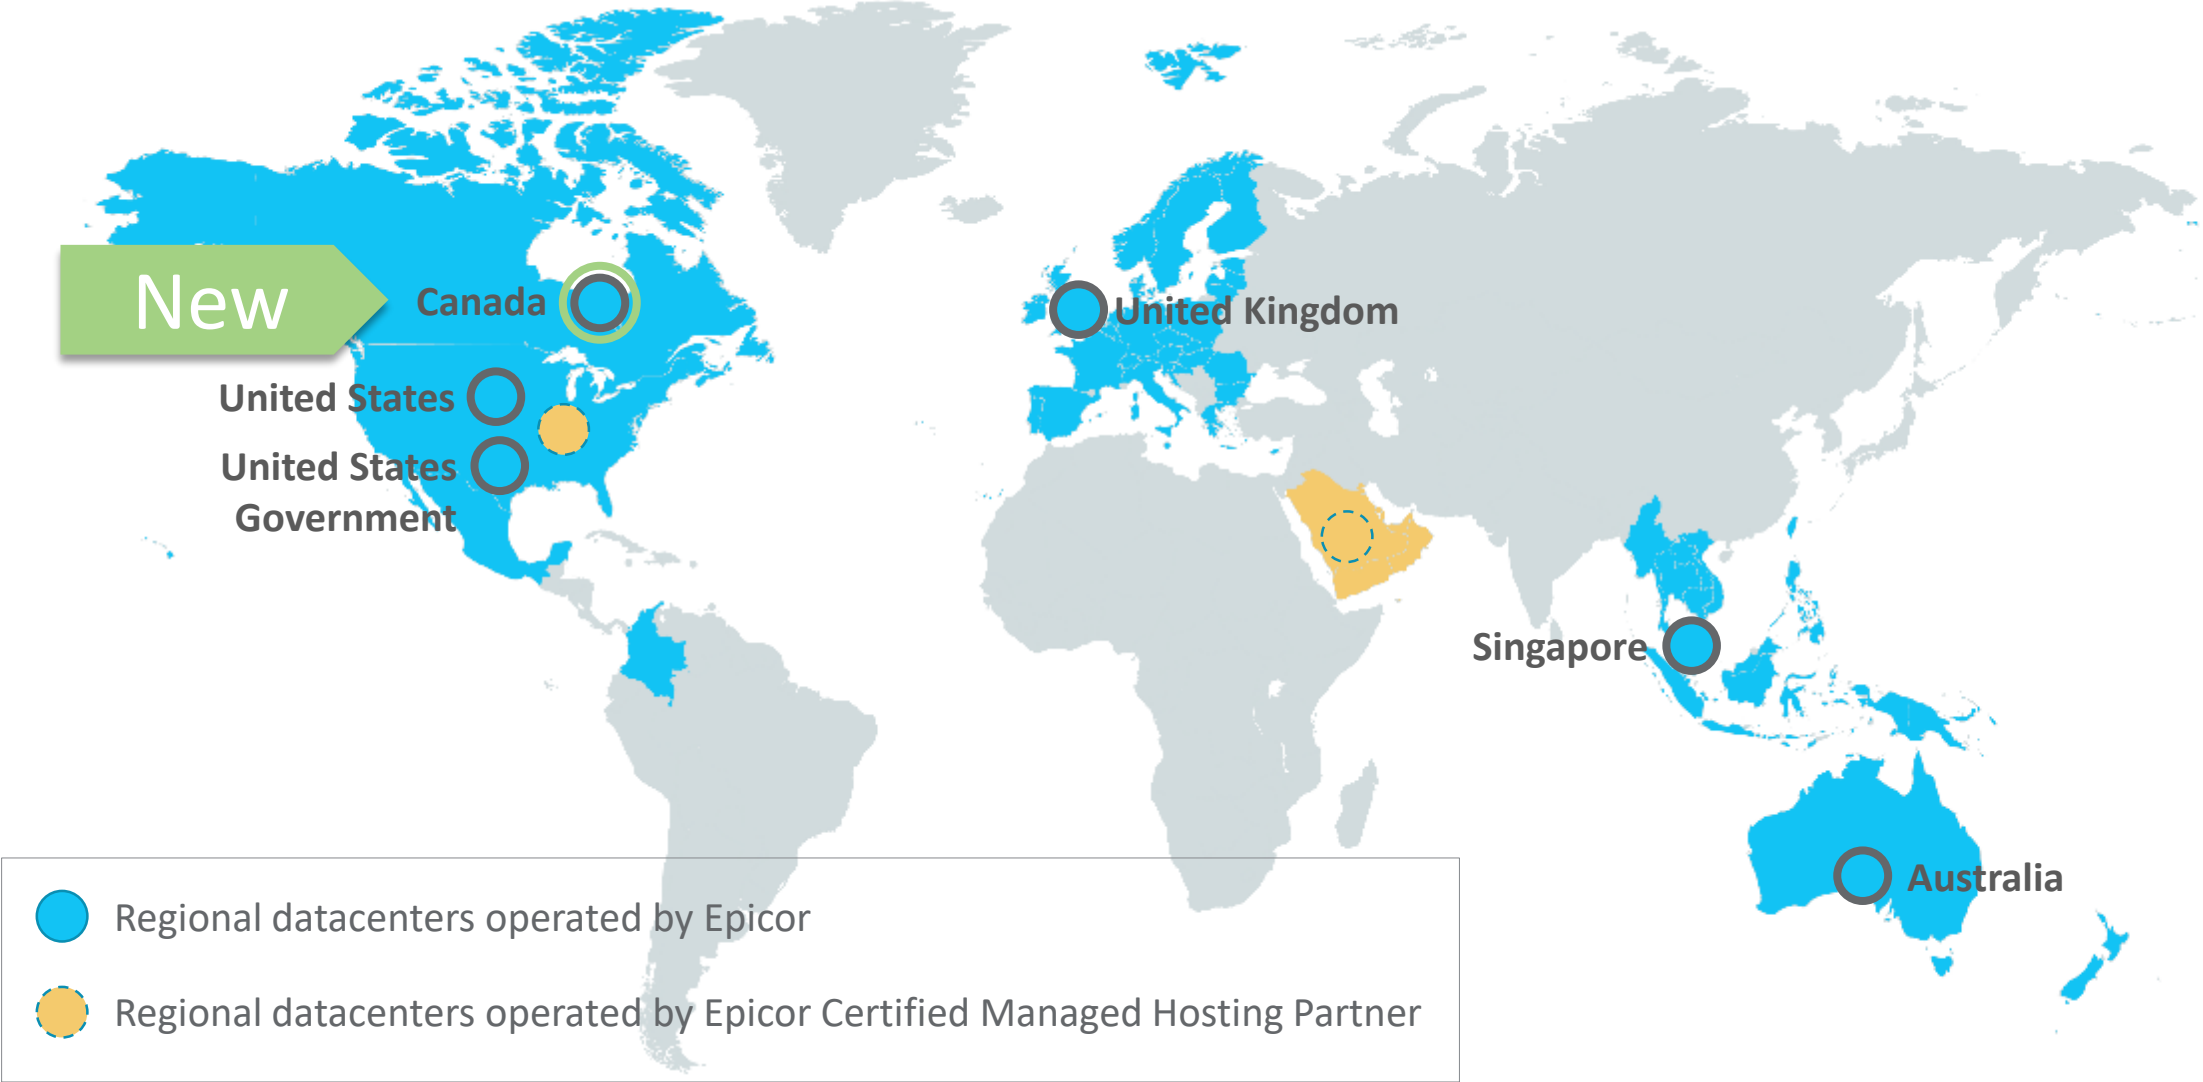 New
Canada
United Kingdom
United States
United States
Government
Singapore
Australia
Regional datacenters operated by Epicor
Regional datacenters operated by Epicor Certified Managed Hosting Partner